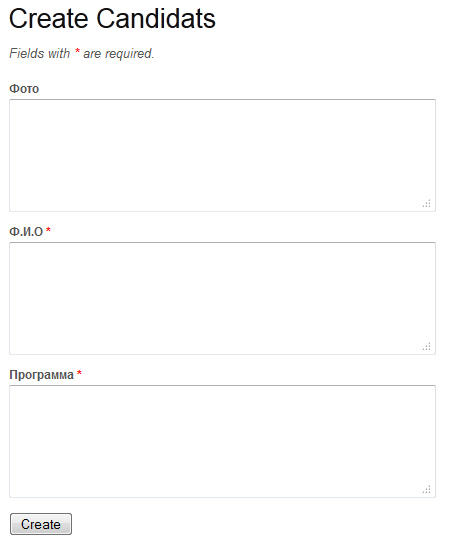 Create Candidats
Fields with * are required.
Фото
Ф.И.О *
Программа *
Create